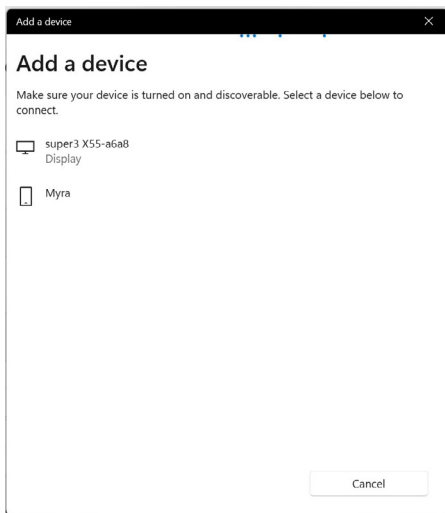 Add a device
Add a device
Make sure your device is turned on and discoverable. Select a device below to
connect.
super3 X55-a6a8
Display
Myra
Cancel